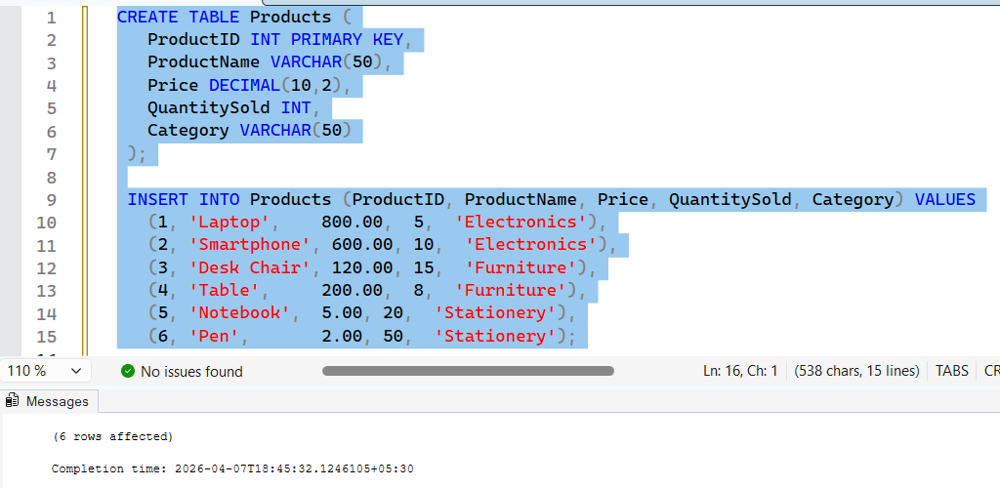 1 CREATE TABLE Products (
2 ProductID INT PRIMARY KEY,
3 ProductName VARCHAR(50),
4 Price DECIMAL(10,2),
5 QuantitySold INT,
6 Category VARCHAR(50)
7 );
8
9 INSERT INTO Products (ProductID, ProductName, Price, QuantitySold, Category) VALUES
10 (1, 'Laptop', 800.00, 5, 'Electronics'),
11 (2, 'Smartphone', 600.00, 10, 'Electronics'),
12 (3, 'Desk Chair', 120.00, 15, 'Furniture'),
13 (4, 'Table', 200.00, 8, 'Furniture'),
14 (5, 'Notebook', 5.00, 20, 'Stationery'),
15 (6, 'Pen', 2.00, 50, 'Stationery');
110 % No issues found Ln: 16, Ch: 1 (538 chars, 15 lines) TABS CR
Messages
(6 rows affected)
Completion time: 2026-04-07T18:45:32.1246105+05:30